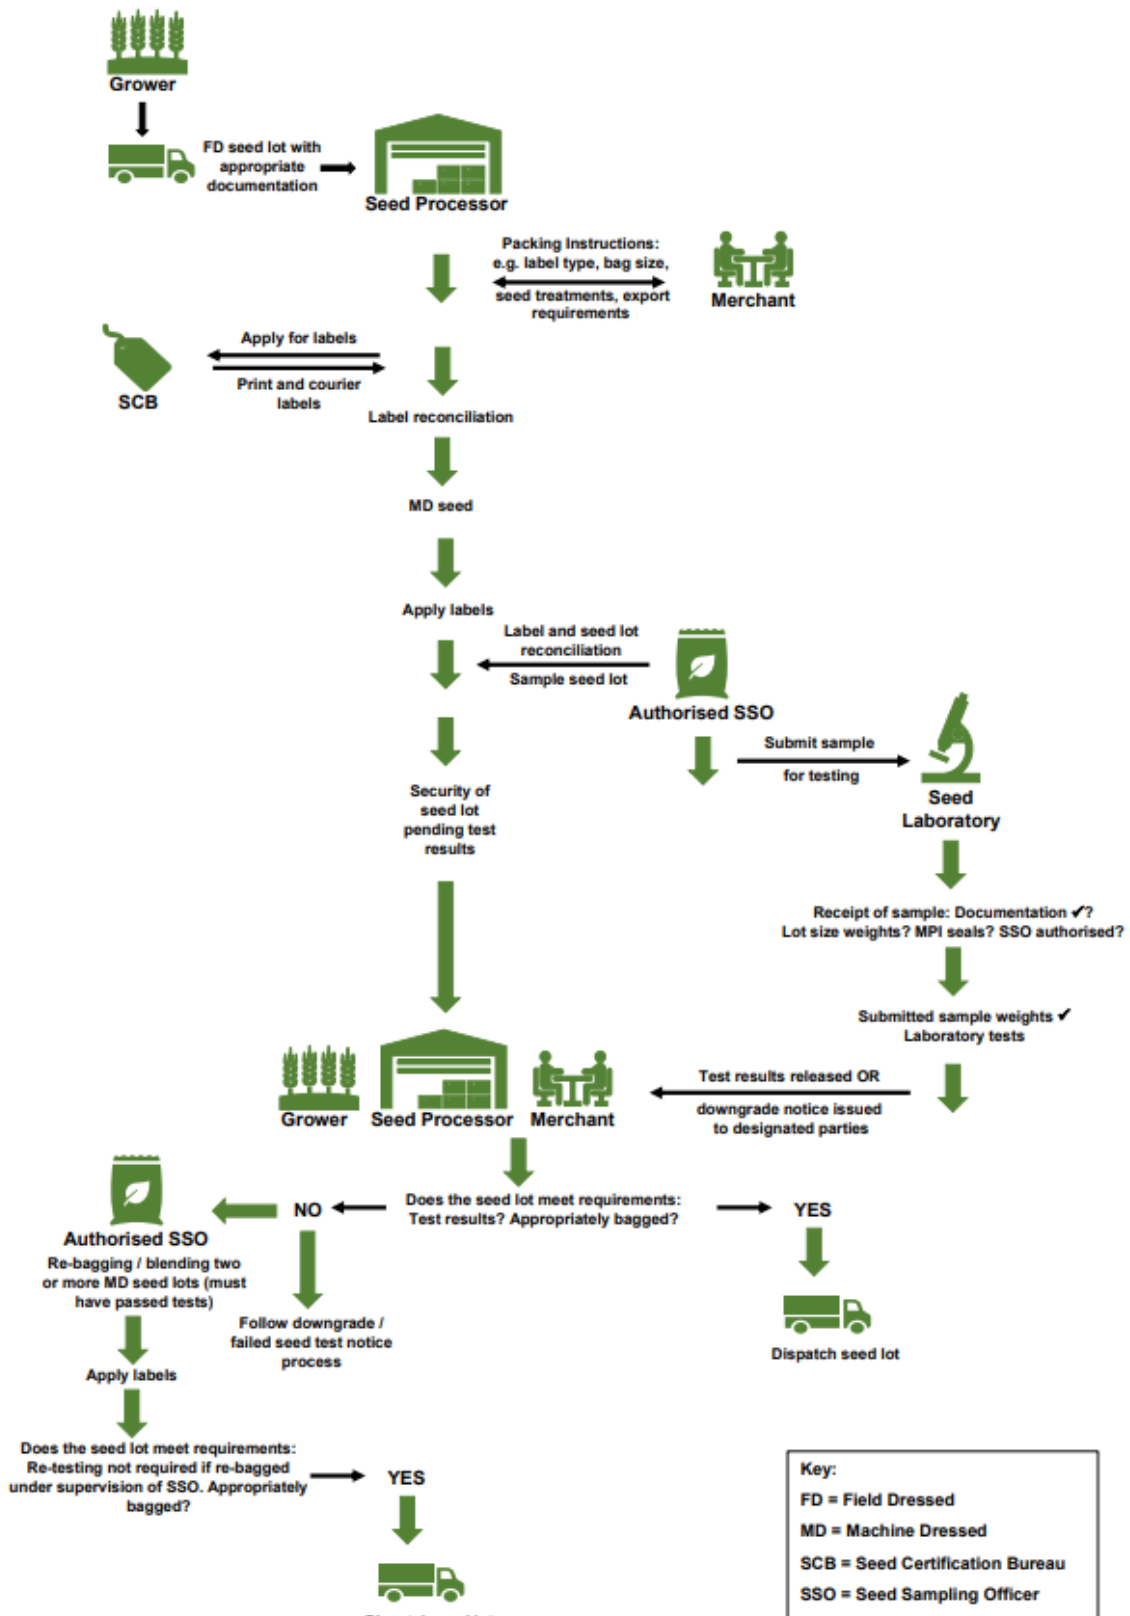 Grower
FD seed lot with
appropriate
documentation
Seed Processor
Packing Instructions:
e.g. label type, bag size,
seed treatments, export
requirements
Merchant
Apply for labels
Print and courier
labels
SCB
Label reconciliation
MD seed
Apply labels
Label and seed lot
reconciliation
Sample seed lot
Authorised SSO
Submit sample
for testing
Seed
Laboratory
Security of
seed lot
pending test
results
Receipt of sample: Documentation ✔?
Lot size weights? MPI seals? SSO authorised?
Submitted sample weights ✔
Laboratory tests
Test results released OR
downgrade notice issued
to designated parties
Grower
Seed Processor
Merchant
Does the seed lot meet requirements:
Test results? Appropriately bagged?
NO
YES
Authorised SSO
Re-bagging / blending two
or more MD seed lots (must
have passed tests)
Follow downgrade /
failed seed test notice
process
Dispatch seed lot
Apply labels
Does the seed lot meet requirements:
Re-testing not required if re-bagged
under supervision of SSO. Appropriately
bagged?
YES
Key:
FD = Field Dressed
MD = Machine Dressed
SCB = Seed Certification Bureau
SSO = Seed Sampling Officer